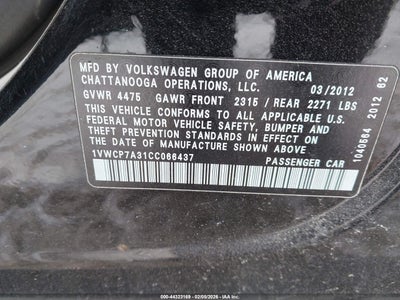 MFD BY VOLKSWAGEN GROUP OF AMERICA
CHATTANOOGA OPERATIONS, LLC. 03/2012
GVWR 4475 GAWR FRONT 2315 / REAR 2271 LBS
THIS VEHICLE CONFORMS TO ALL APPLICABLE U.S.
FEDERAL MOTOR VEHICLE SAFETY, BUMPER AND
THEFT PREVENTION STANDARDS IN EFFECT ON THE
DATE OF MANUFACTURE SHOWN ABOVE
1VWCP7A31CC066437 PASSENGER CAR
1040564 2012 62
000-44323169 | 02/05/2026 | IAA Inc.